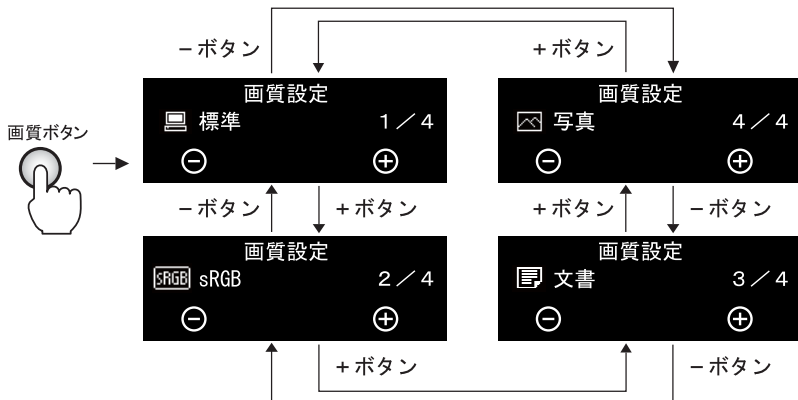 －ボタン
＋ボタン
画質設定
標準 1／4
画質設定
写真 4／4
画質ボタン
－ボタン
＋ボタン
＋ボタン
－ボタン
画質設定
sRGB sRGB 2／4
画質設定
文書 3／4
＋ボタン
－ボタン